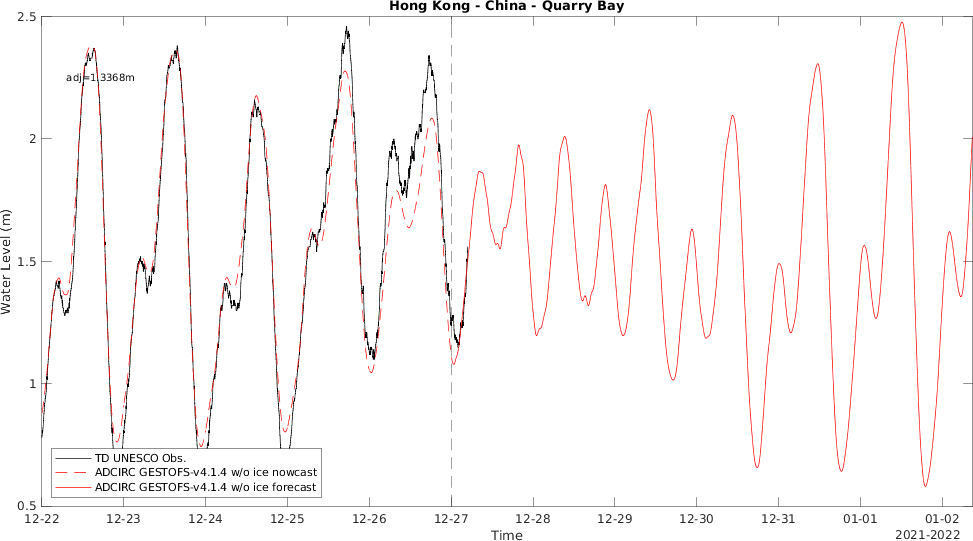 Hong Kong - China - Quarry Bay
2.5
adj=1.3368m
2
1.5
1
0.5
Water Level (m)
TD UNESCO Obs.
ADCIRC GESTOFS-v4.1.4 w/o ice nowcast
ADCIRC GESTOFS-v4.1.4 w/o ice forecast
12-22 12-23 12-24 12-25 12-26 12-27 12-28 12-29 12-30 12-31 01-01 01-02
Time
2021-2022